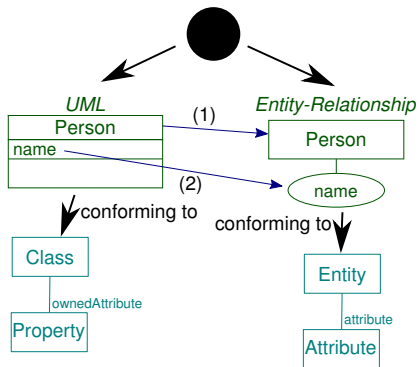 UML
Entity-Relationship
Person
(1)
Person
name
(2)
name
conforming to
conforming to
Class
Entity
ownedAttribute
attribute
Property
Attribute